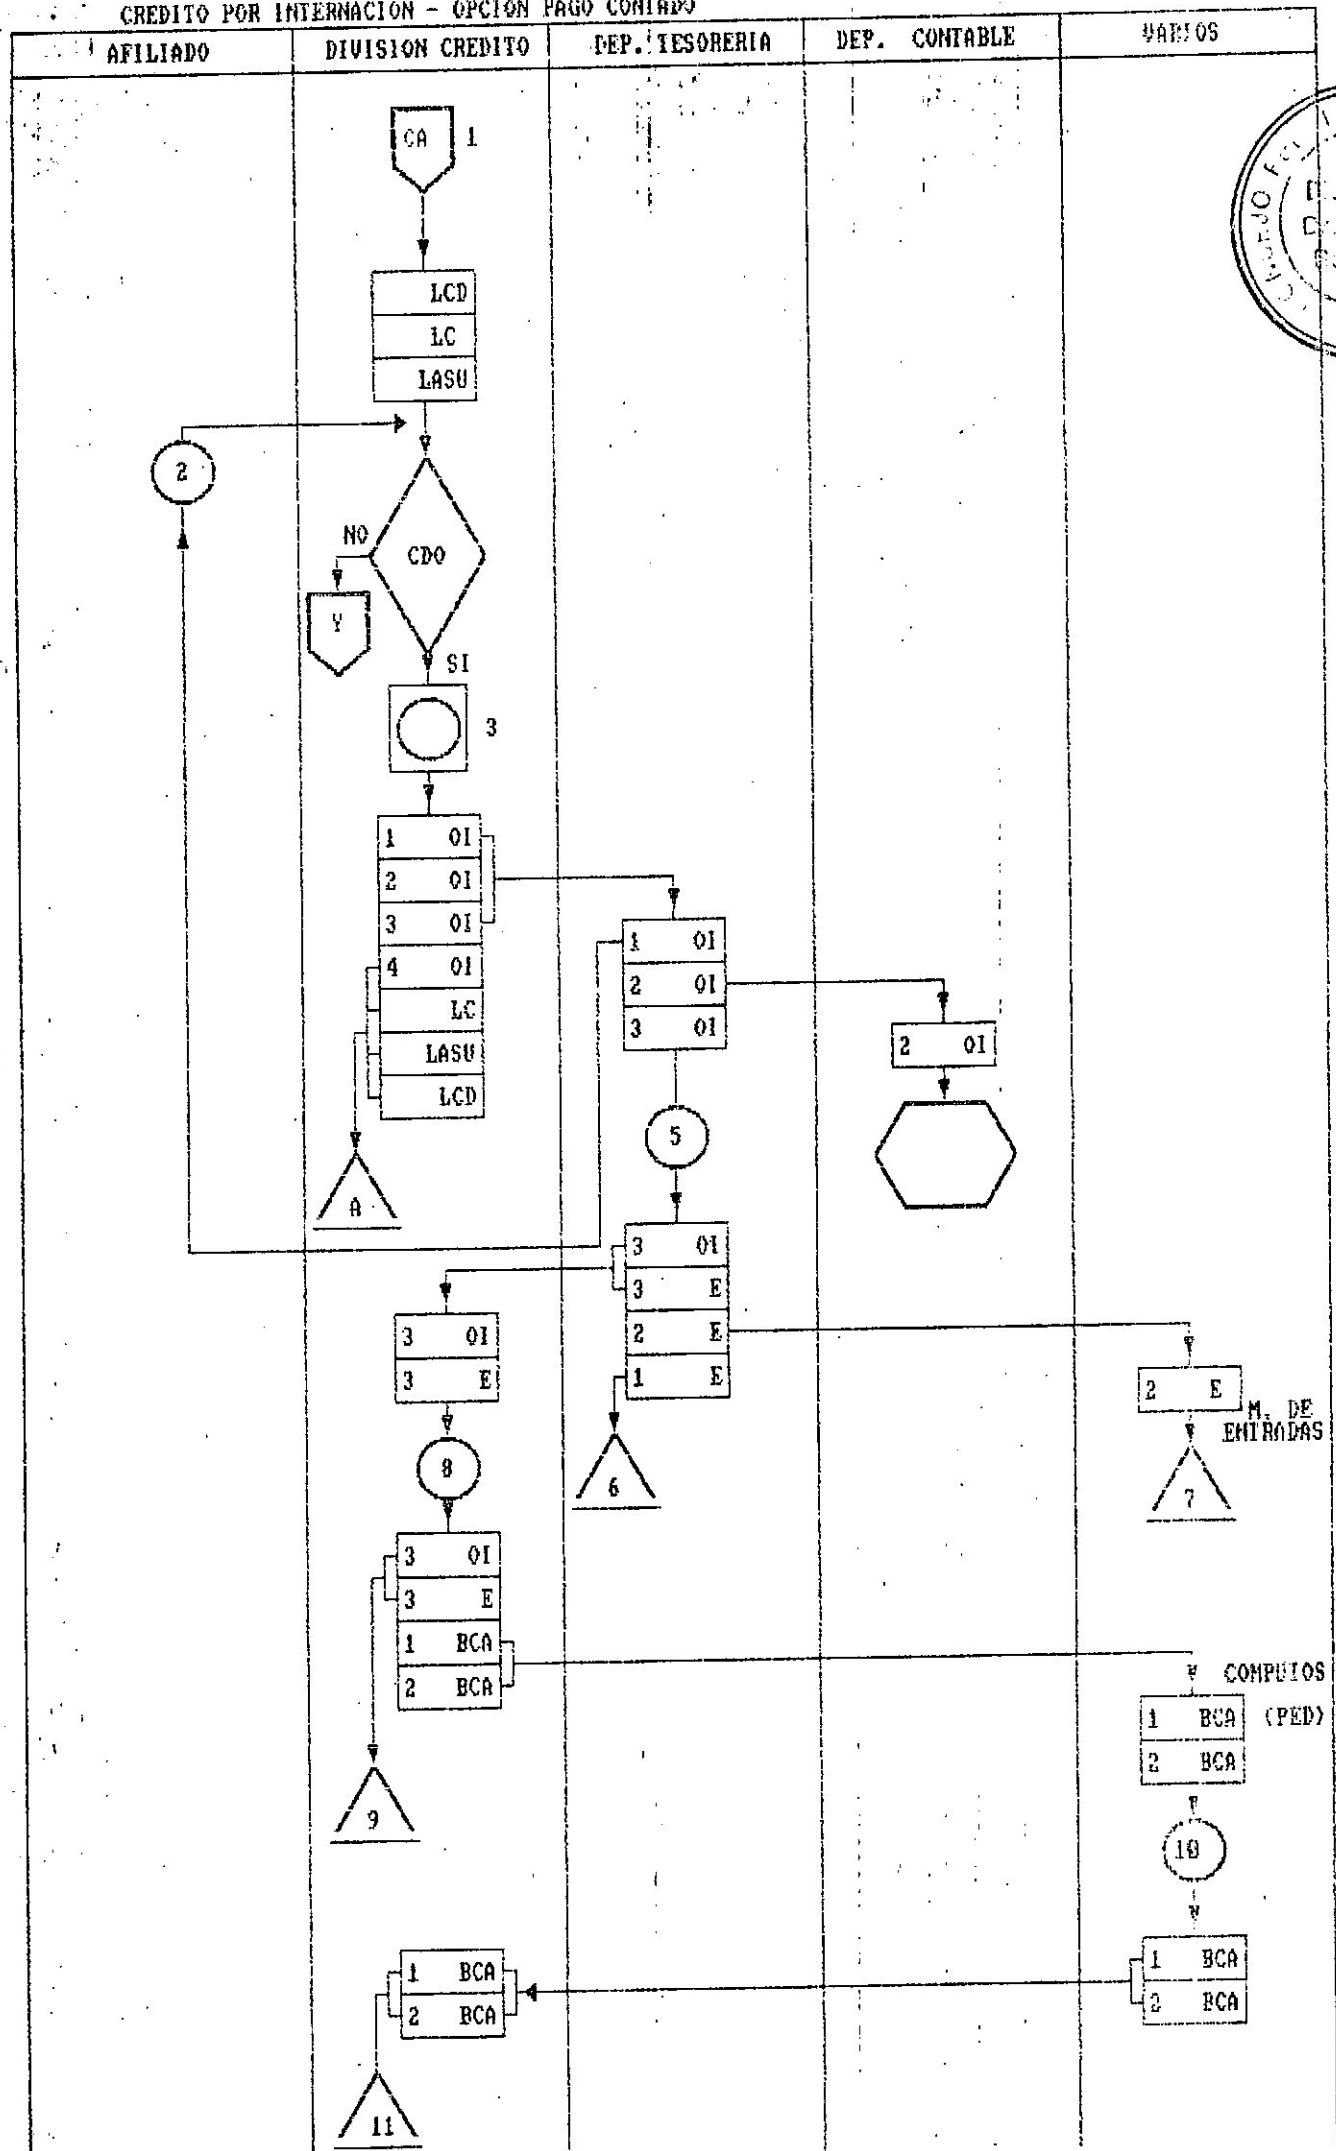 CREDITO POR INTERNACION - OPCION PAGO CONTADO
AFILIADO DIVISION CREDITO DEP. TESORERIA DEP. CONTABLE VARIOS
CA 1
LCD
LC
LASU
2
NO
CDO
Y
SI
3
1 OI
2 OI
3 OI
4 OI
LC
LASU
LCD
A
1 OI
2 OI
3 OI
2 OI
5
3 OI
3 E
2 E
1 E
6
3 OI
3 E
8
2 E
M. DE
ENTRADAS
7
3 OI
3 E
1 BCA
2 BCA
9
COMPUTOS
(PED)
1 BCA
2 BCA
10
1 BCA
2 BCA
1 BCA
2 BCA
11